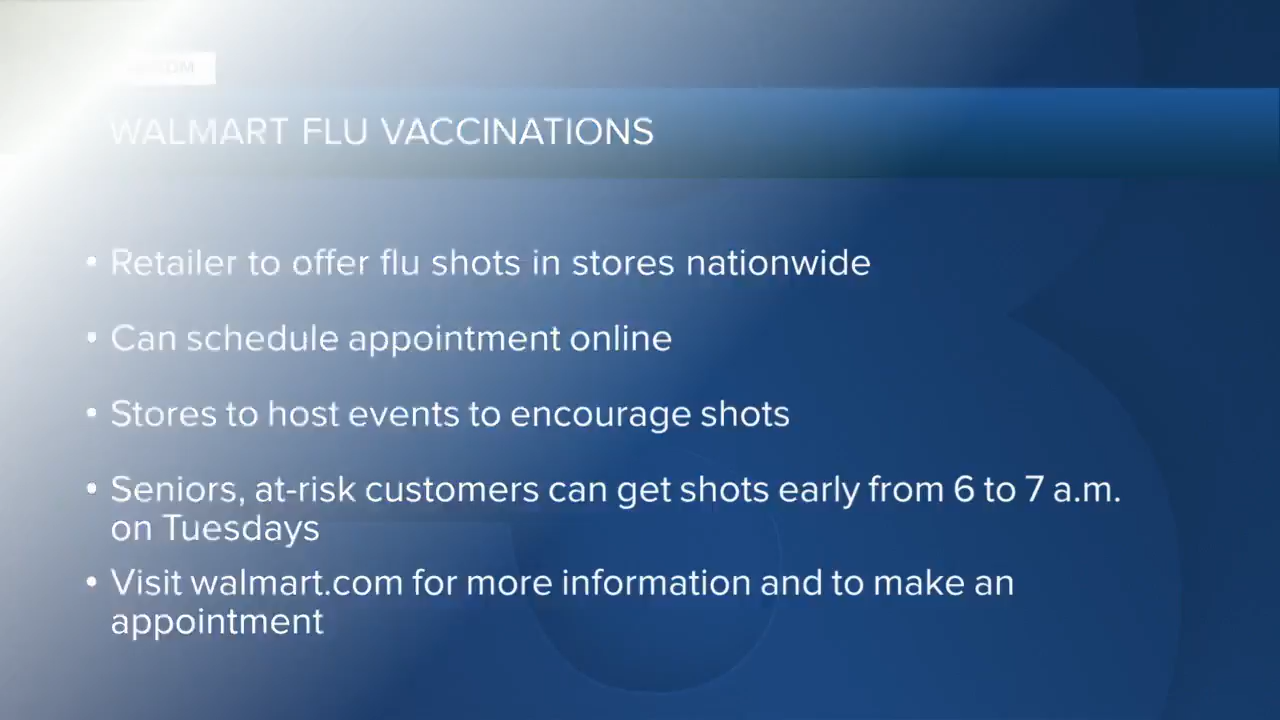 WALMART FLU VACCINATIONS
• Retailer to offer flu shots in stores nationwide
• Can schedule appointment online
• Stores to host events to encourage shots
• Seniors, at-risk customers can get shots early from 6 to 7 a.m.
on Tuesdays
• Visit walmart.com for more information and to make an
appointment